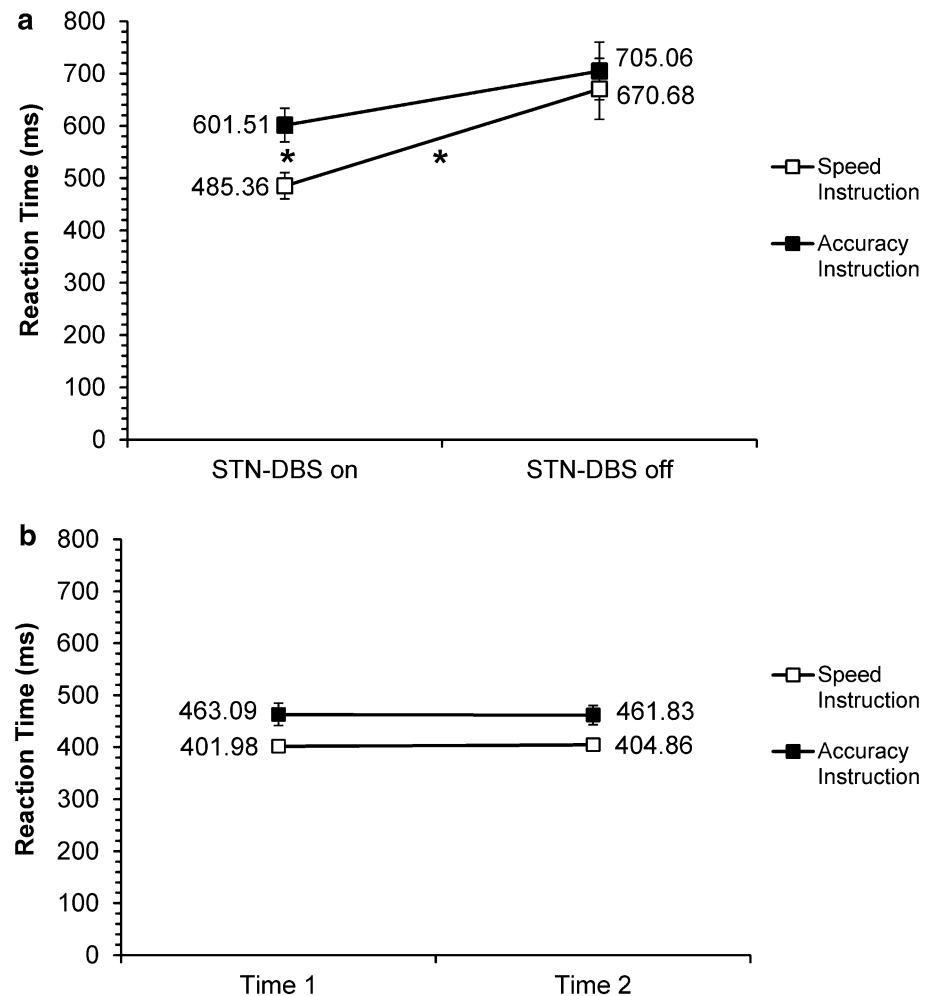 a
800
700
600
500
400
300
200
100
0
Reaction Time (ms)
601.51
485.36
*
*
705.06
670.68
STN-DBS on
STN-DBS off
Speed
Instruction
Accuracy
Instruction
b
800
700
600
500
400
300
200
100
0
Reaction Time (ms)
463.09
401.98
461.83
404.86
Time 1
Time 2
Speed
Instruction
Accuracy
Instruction